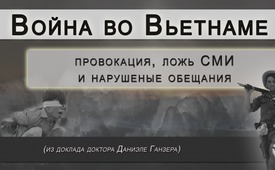 Война во Вьетнаме
ПРОВОКАЦИЯ, ЛОЖЬ СМИ
И НАРУШЕНЫЕ ОБЕЩАНИЯ
(из доклада доктора Даниэле Ганзера)